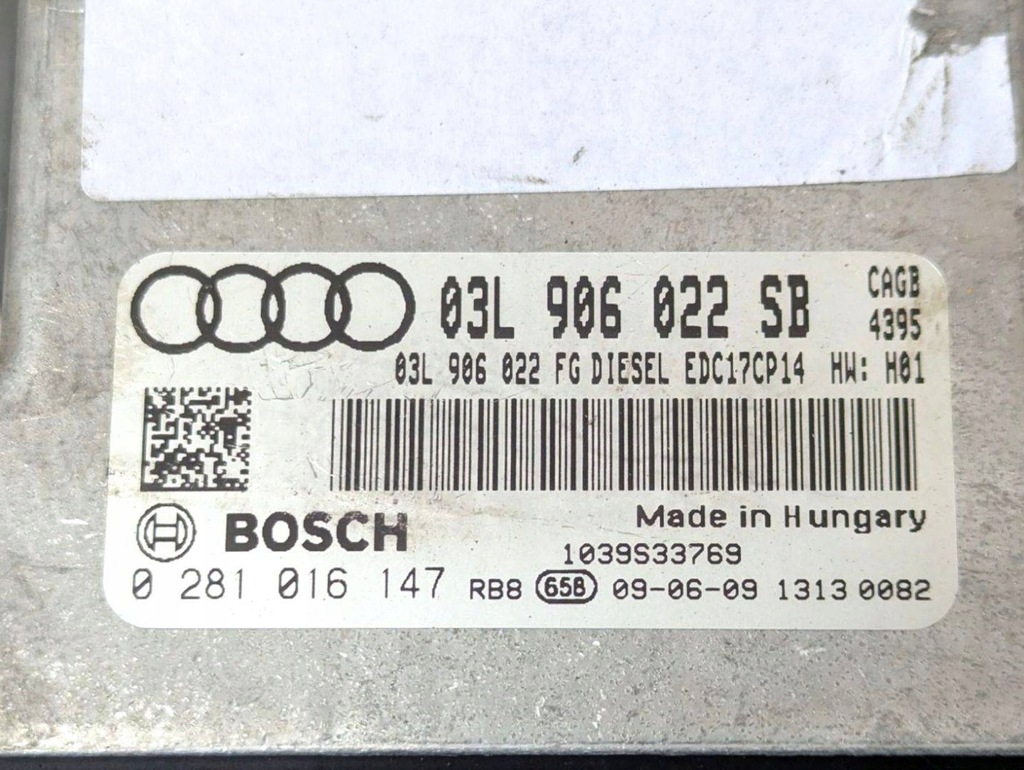 03L 906 022 SB CAGB
4395
03L 906 022 FG DIESEL EDC17CP14 HW: H01
BOSCH
Made in Hungary
1039S33769
0 281 016 147 RB8 65B 09-06-09 1313 0082